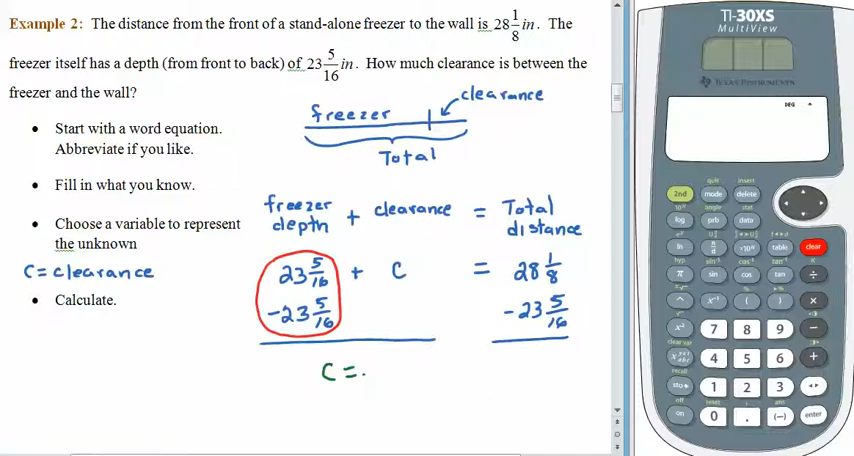 Example 2: The distance from the front of a stand-alone freezer to the wall is 28 1/8 in. The
freezer itself has a depth (from front to back) of 23 5/16 in. How much clearance is between the
freezer and the wall?
clearance
freezer
Total
• Start with a word equation.
Abbreviate if you like.
• Fill in what you know.
freezer depth + clearance = Total distance
• Choose a variable to represent
the unknown
C = clearance
23 5/16 + C = 28 1/8
-23 5/16 -23 5/16
• Calculate.
C =
TI-30XS
MultiView
TEXAS INSTRUMENTS
DEG
quit insert
2nd mode delete
angle stat
log prb data
ln n/d ×10ⁿ table clear
hyp sin⁻¹ cos⁻¹ tan⁻¹
π sin cos tan ÷
^ x⁻¹ ( ) ×
x² 7 8 9 −
clear var
x yzt abc 4 5 6 +
recall
sto▸ 1 2 3 ◂▸
off reset ans
on 0 . (−) enter